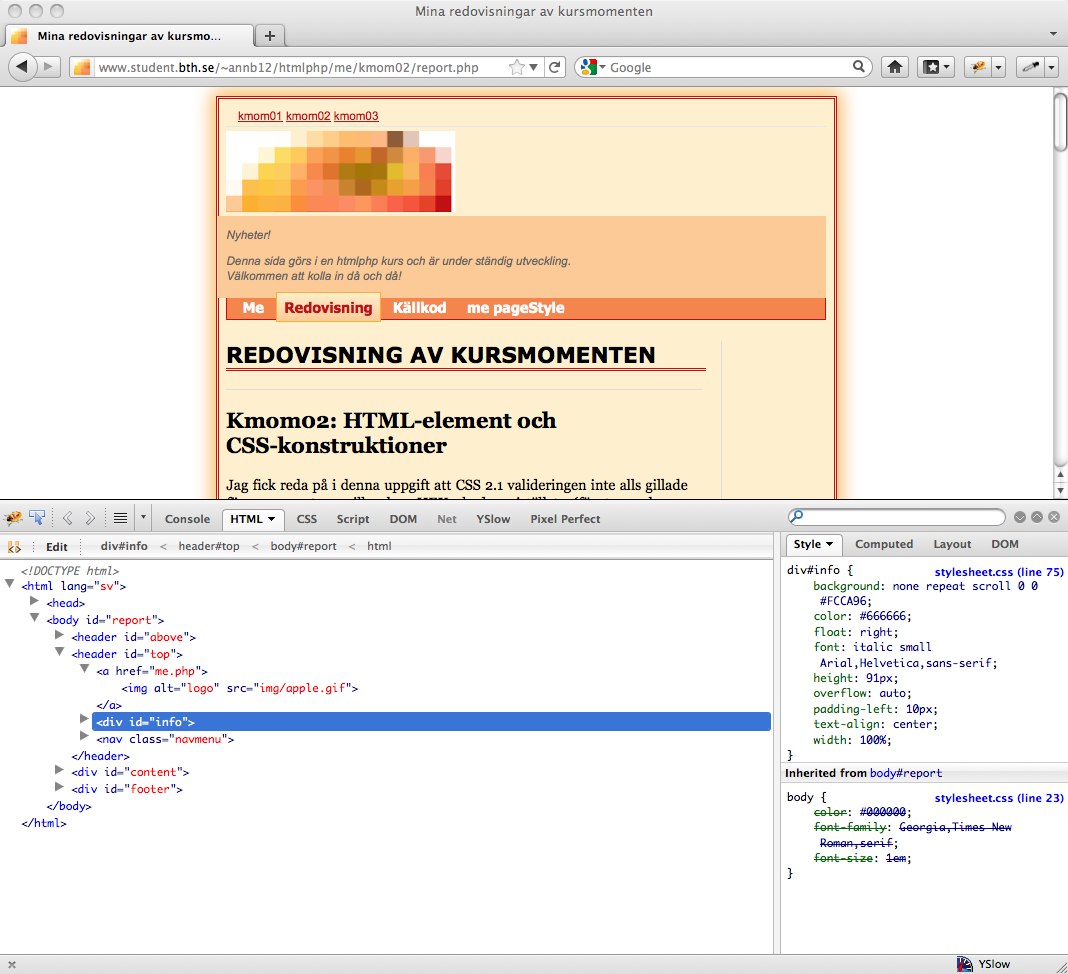 Mina redovisningar av kursmomenten
Mina redovisningar av kursmo...
www.student.bth.se/~annb12/htmlphp/me/kmom02/report.php
Google
kmom01 kmom02 kmom03
Nyheter!
Denna sida görs i en htmlphp kurs och är under ständig utveckling.
Välkommen att kolla in då och då!
Me Redovisning Källkod me pageStyle
REDOVISNING AV KURSMOMENTEN
Kmom02: HTML-element och
CSS-konstruktioner
Jag fick reda på i denna uppgift att CSS 2.1 valideringen inte alls gillade
Console HTML CSS Script DOM Net YSlow Pixel Perfect
Edit div#info < header#top < body#report < html
<!DOCTYPE html>
<html lang="sv">
<head>
<body id="report">
<header id="above">
<header id="top">
<a href="me.php">
<img alt="logo" src="img/apple.gif">
</a>
<div id="info">
<nav class="navmenu">
</header>
<div id="content">
<div id="footer">
</body>
</html>
Style Computed Layout DOM
div#info { stylesheet.css (line 75)
background: none repeat scroll 0 0
#FCCA96;
color: #666666;
float: right;
font: italic small
Arial,Helvetica,sans-serif;
height: 91px;
overflow: auto;
padding-left: 10px;
text-align: center;
width: 100%;
}
Inherited from body#report
body { stylesheet.css (line 23)
color: #000000;
font-family: Georgia,Times New
Roman,serif;
font-size: 1em;
}
YSlow